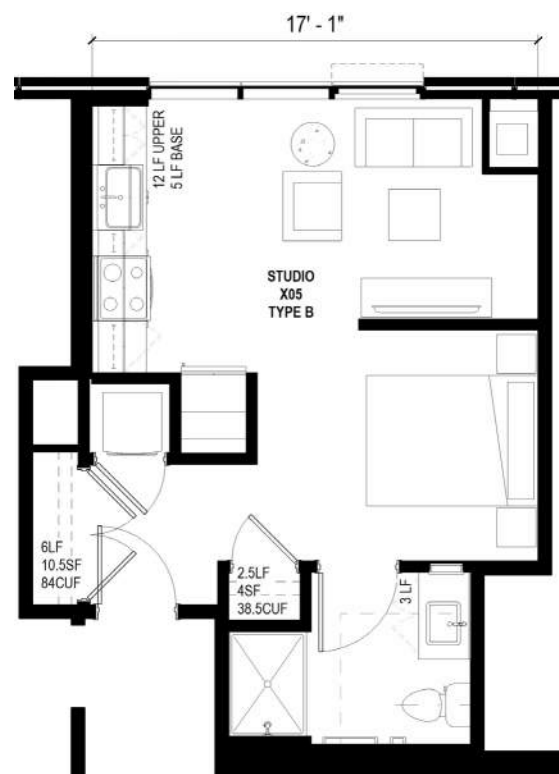 17' - 1"
12 LF UPPER
5 LF BASE
STUDIO
X05
TYPE B
6LF
10.5SF
84CUF
2.5LF
4SF
38.5CUF
3 LF